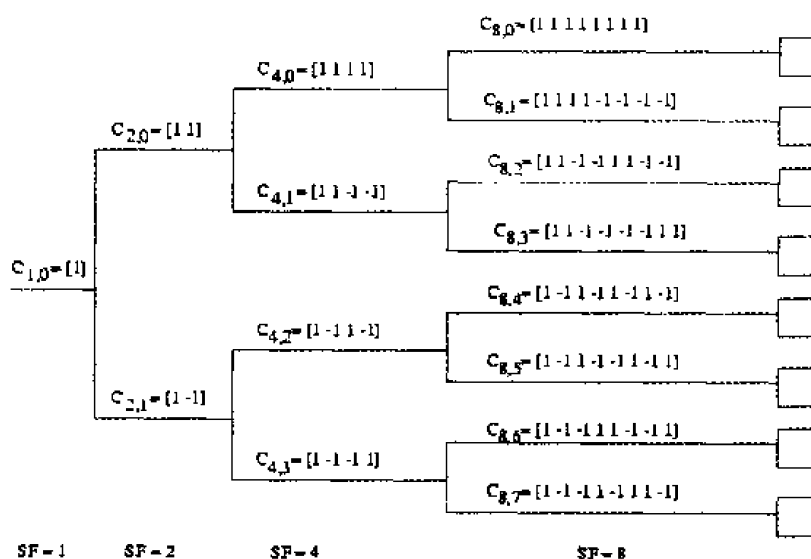 C8,0= [1 1 1 1 1 1 1 1]
C4,0= [1 1 1 1]
C8,1= [1 1 1 1 -1 -1 -1 -1]
C2,0= [1 1]
C8,2= [1 1 -1 -1 1 1 -1 -1]
C4,1= [1 1 -1 -1]
C8,3= [1 1 -1 -1 -1 -1 1 1]
C1,0= [1]
C8,4= [1 -1 1 -1 1 -1 1 -1]
C4,2= [1 -1 1 -1]
C8,5= [1 -1 1 -1 -1 1 -1 1]
C2,1= [1 -1]
C8,6= [1 -1 -1 1 1 -1 -1 1]
C4,3= [1 -1 -1 1]
C8,7= [1 -1 -1 1 -1 1 1 -1]
SF = 1 SF = 2 SF = 4 SF = 8